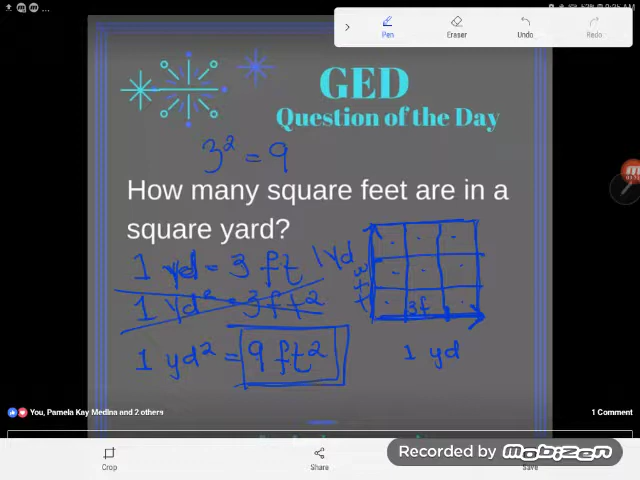 Pen
Eraser
Undo
Redo
GED
Question of the Day
3² = 9
How many square feet are in a
square yard?
1 yd = 3 ft
1 yd² = 3 ft²
1 yd² = 9 ft²
1 yd
3 ft
3f
1 yd
You, Pamela Kay Medina and 2 others
1 Comment
Crop
Share
Save
Recorded by Mobizen